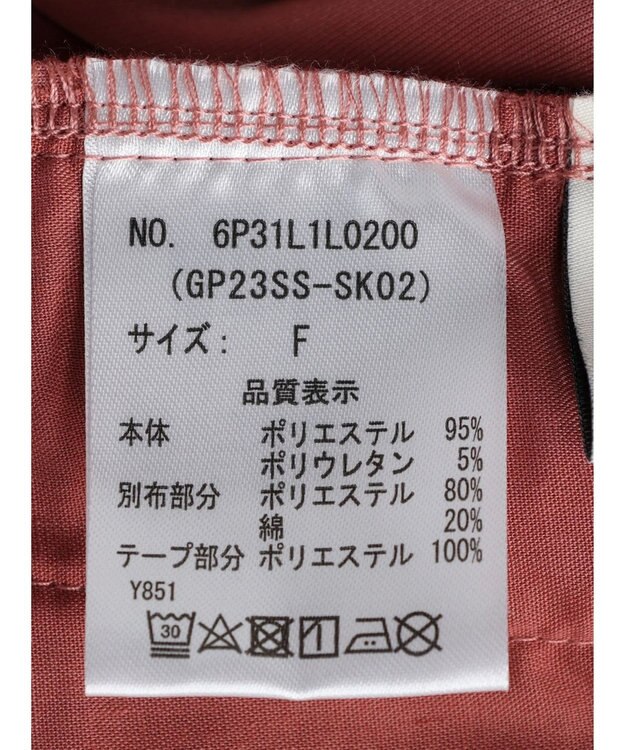 NO. 6P31L1L0200
(GP23SS-SK02)
サイズ: F
品質表示
本体 ポリエステル 95%
ポリウレタン 5%
別布部分 ポリエステル 80%
綿 20%
テープ部分 ポリエステル 100%
Y851
30